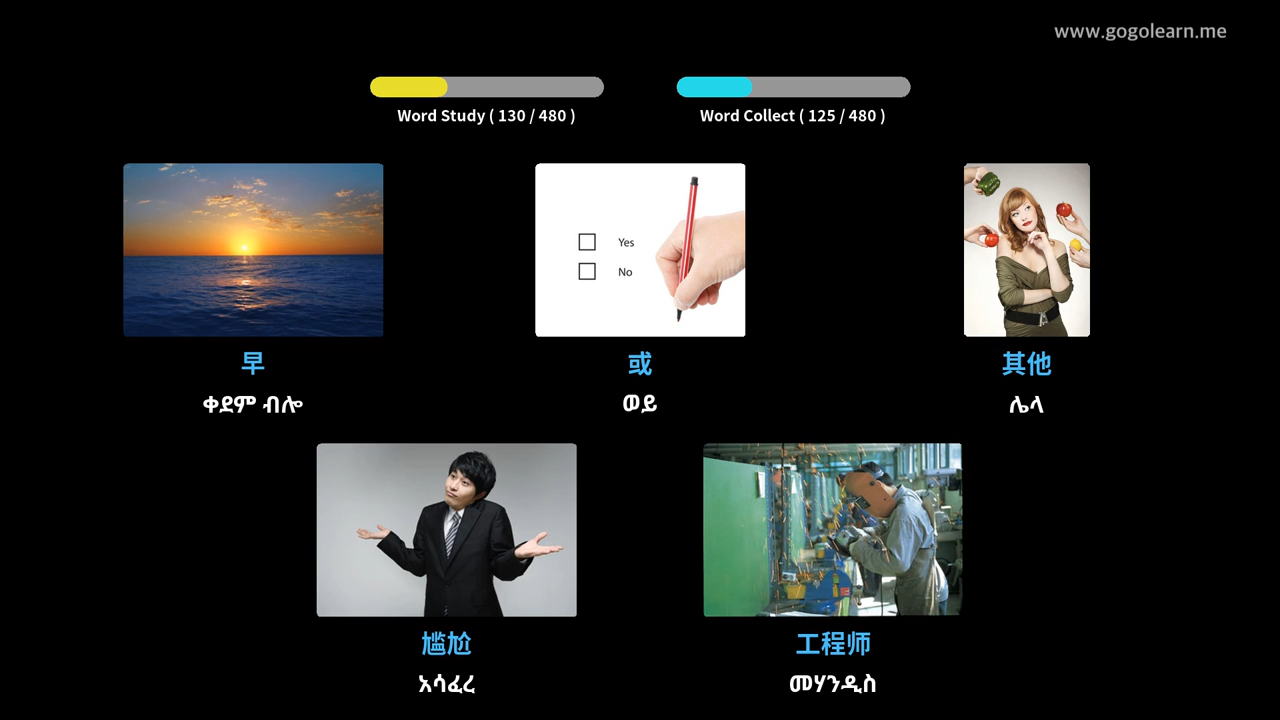 www.gogolearn.me
Word Study ( 130 / 480 )
Word Collect ( 125 / 480 )
Yes
No
早
或
其他
ቀደም ብሎ
ወይ
ሌላ
尴尬
工程师
አሳፈረ
መሃንዲስ